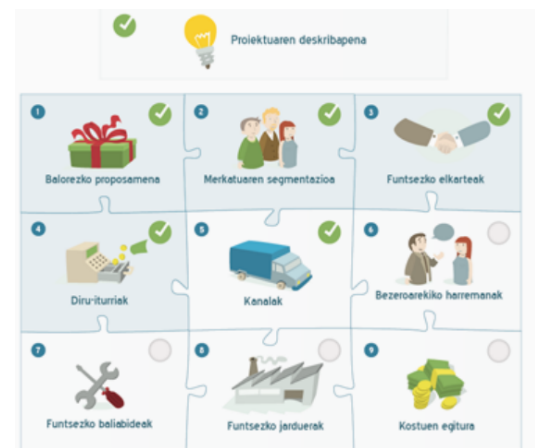 Proiektuaren deskribapena
1
Balorezko proposamena
2
Merkatuaren segmentazioa
3
Funtsezko elkarteak
4
Diru-iturriak
5
Kanalak
6
Bezeroarekiko harremanak
7
Funtsezko baliabideak
8
Funtsezko jarduerak
9
Kostuen egitura